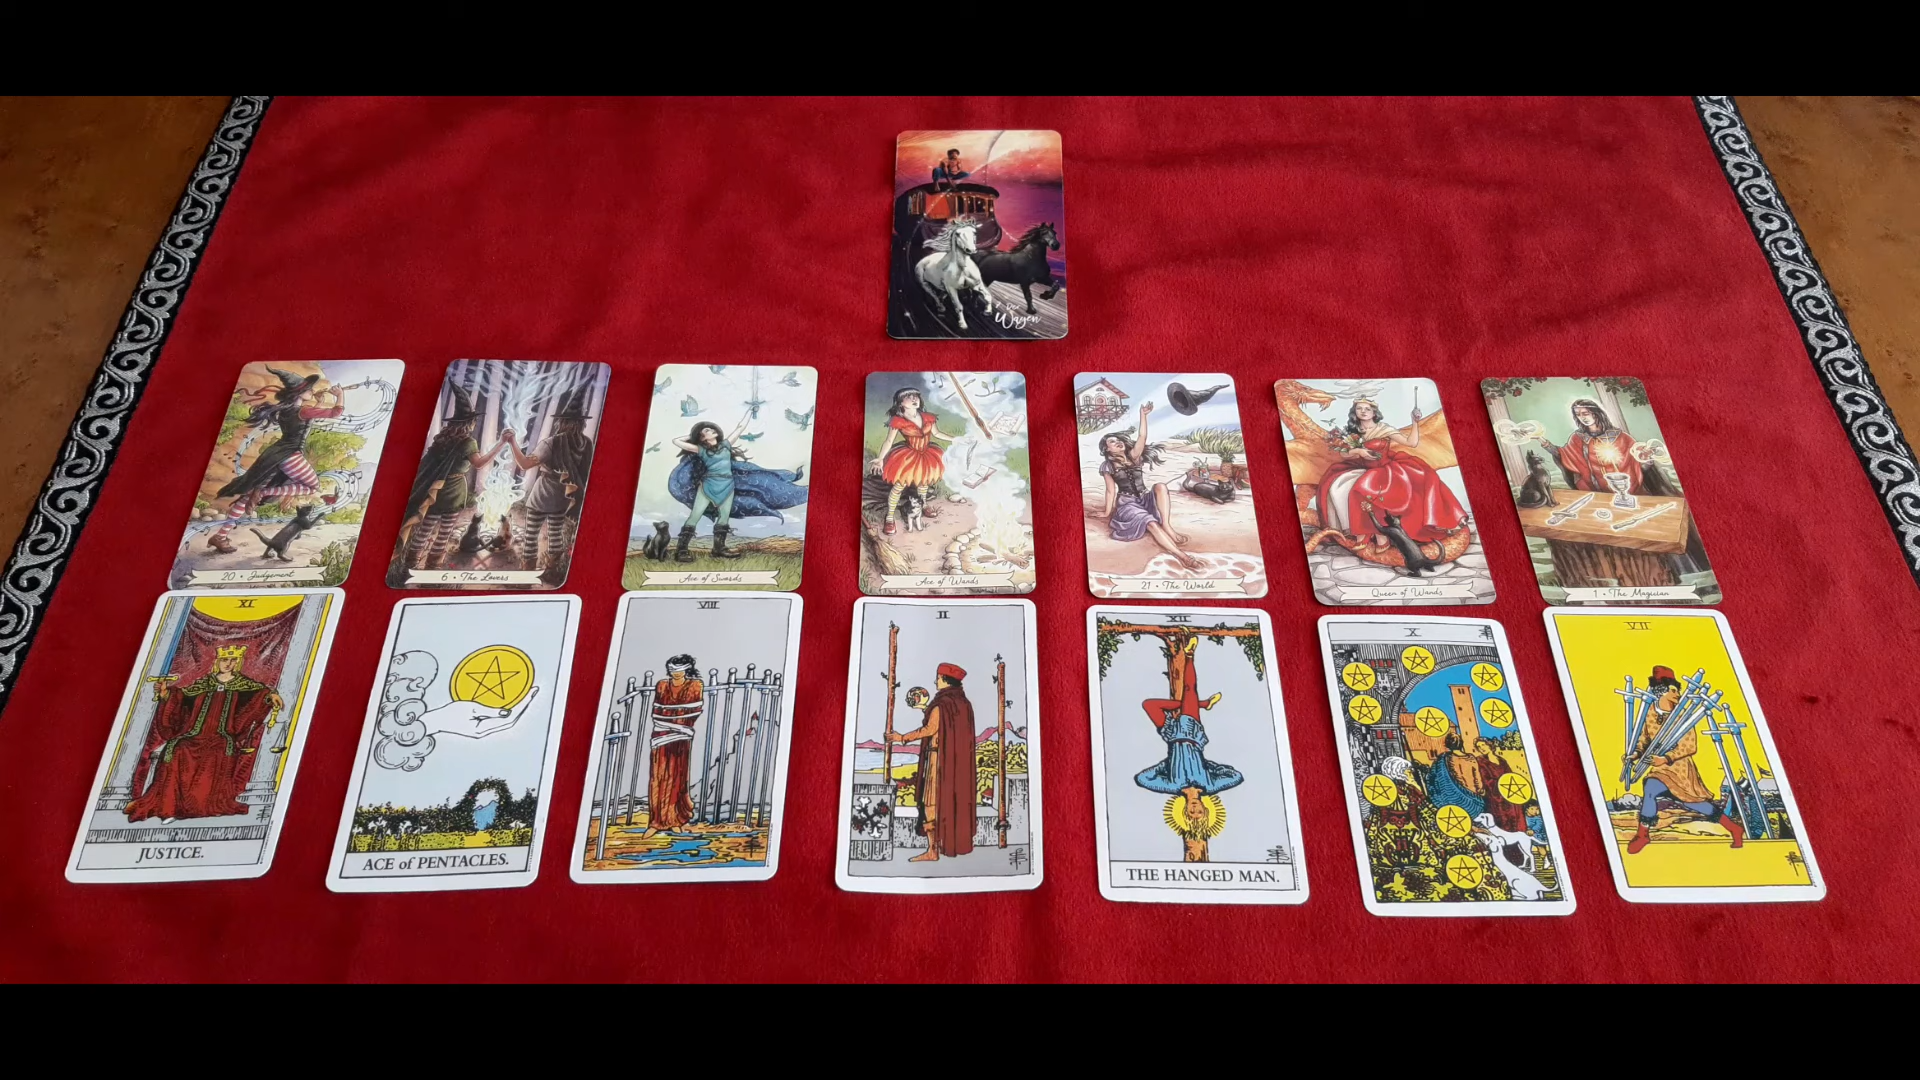 Der
Wagen
20 • Judgement
6 • The Lovers
Ace of Swords
Ace of Wands
21 • The World
Queen of Wands
1 • The Magician
XI
JUSTICE.
ACE of PENTACLES.
VIII
II
XII
THE HANGED MAN.
X
VII